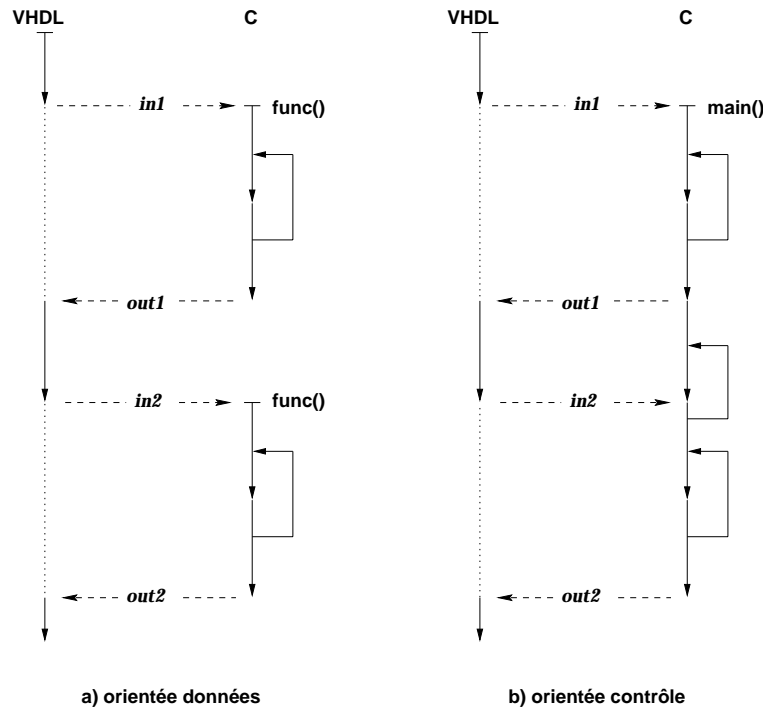 VHDL C VHDL C
in1 func() in1 main()
out1 out1
in2 func() in2
out2 out2
a) orientée données b) orientée contrôle